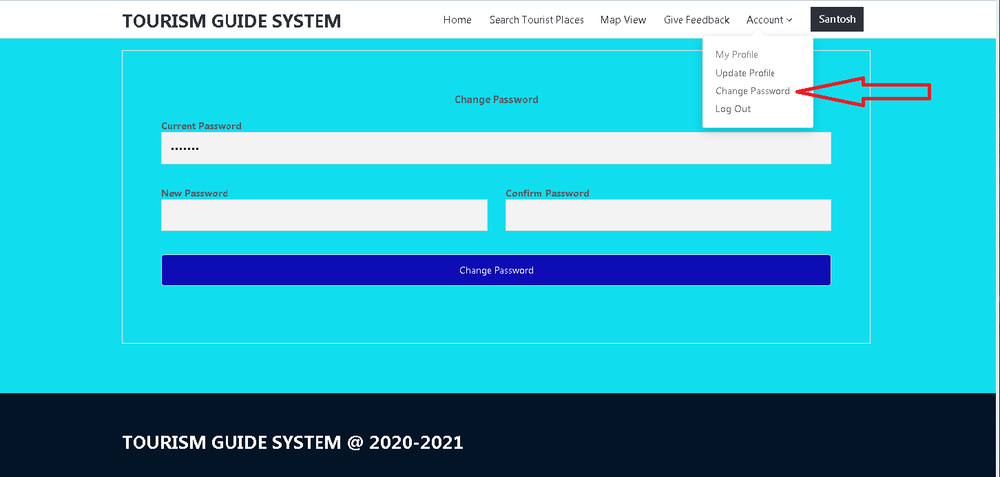 TOURISM GUIDE SYSTEM
Home Search Tourist Places Map View Give Feedback Account Santosh
My Profile
Update Profile
Change Password
Log Out
Change Password
Current Password
•••••••
New Password Confirm Password
Change Password
TOURISM GUIDE SYSTEM @ 2020-2021